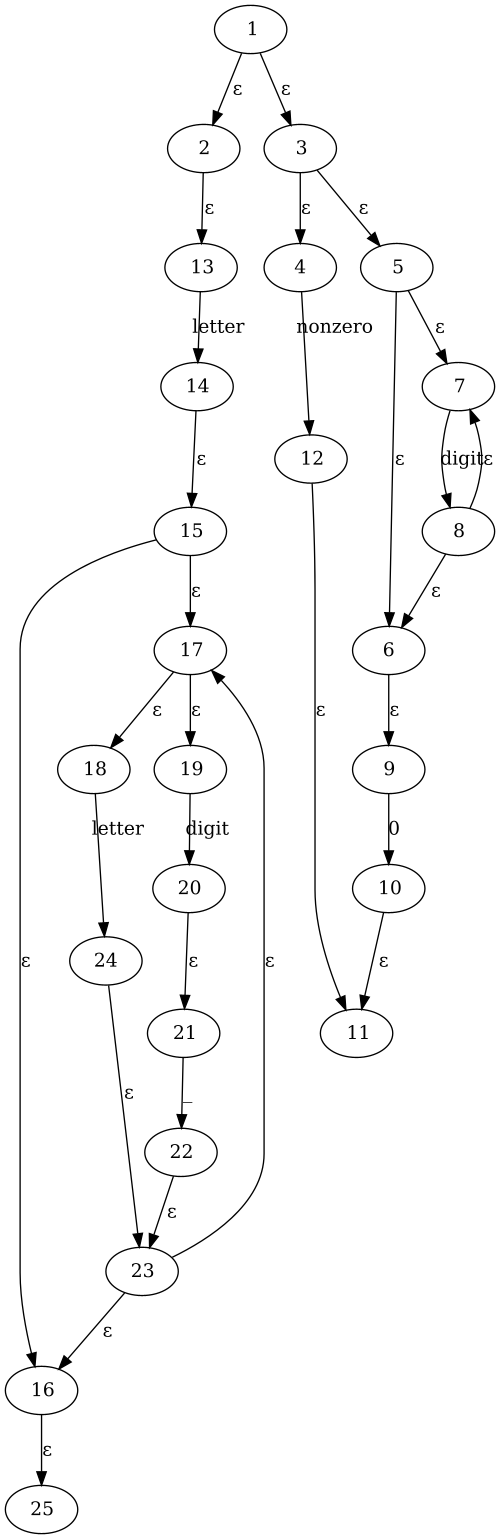 1
ε ε
2 3
ε ε ε
13 4 5
letter nonzero ε
14 7
ε 12 ε digit ε
15 8
ε ε
17 6
ε ε ε ε
18 19 9
letter digit 0
20 10
ε 24 ε ε ε
21 11
ε _
22
ε
23
ε
16
ε
25